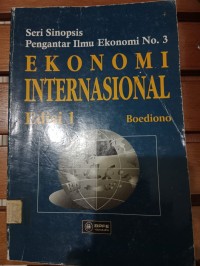 Seri Sinopsis
Pengantar Ilmu Ekonomi No. 3
EKONOMI
INTERNASIONAL
Edisi 1
Boediono